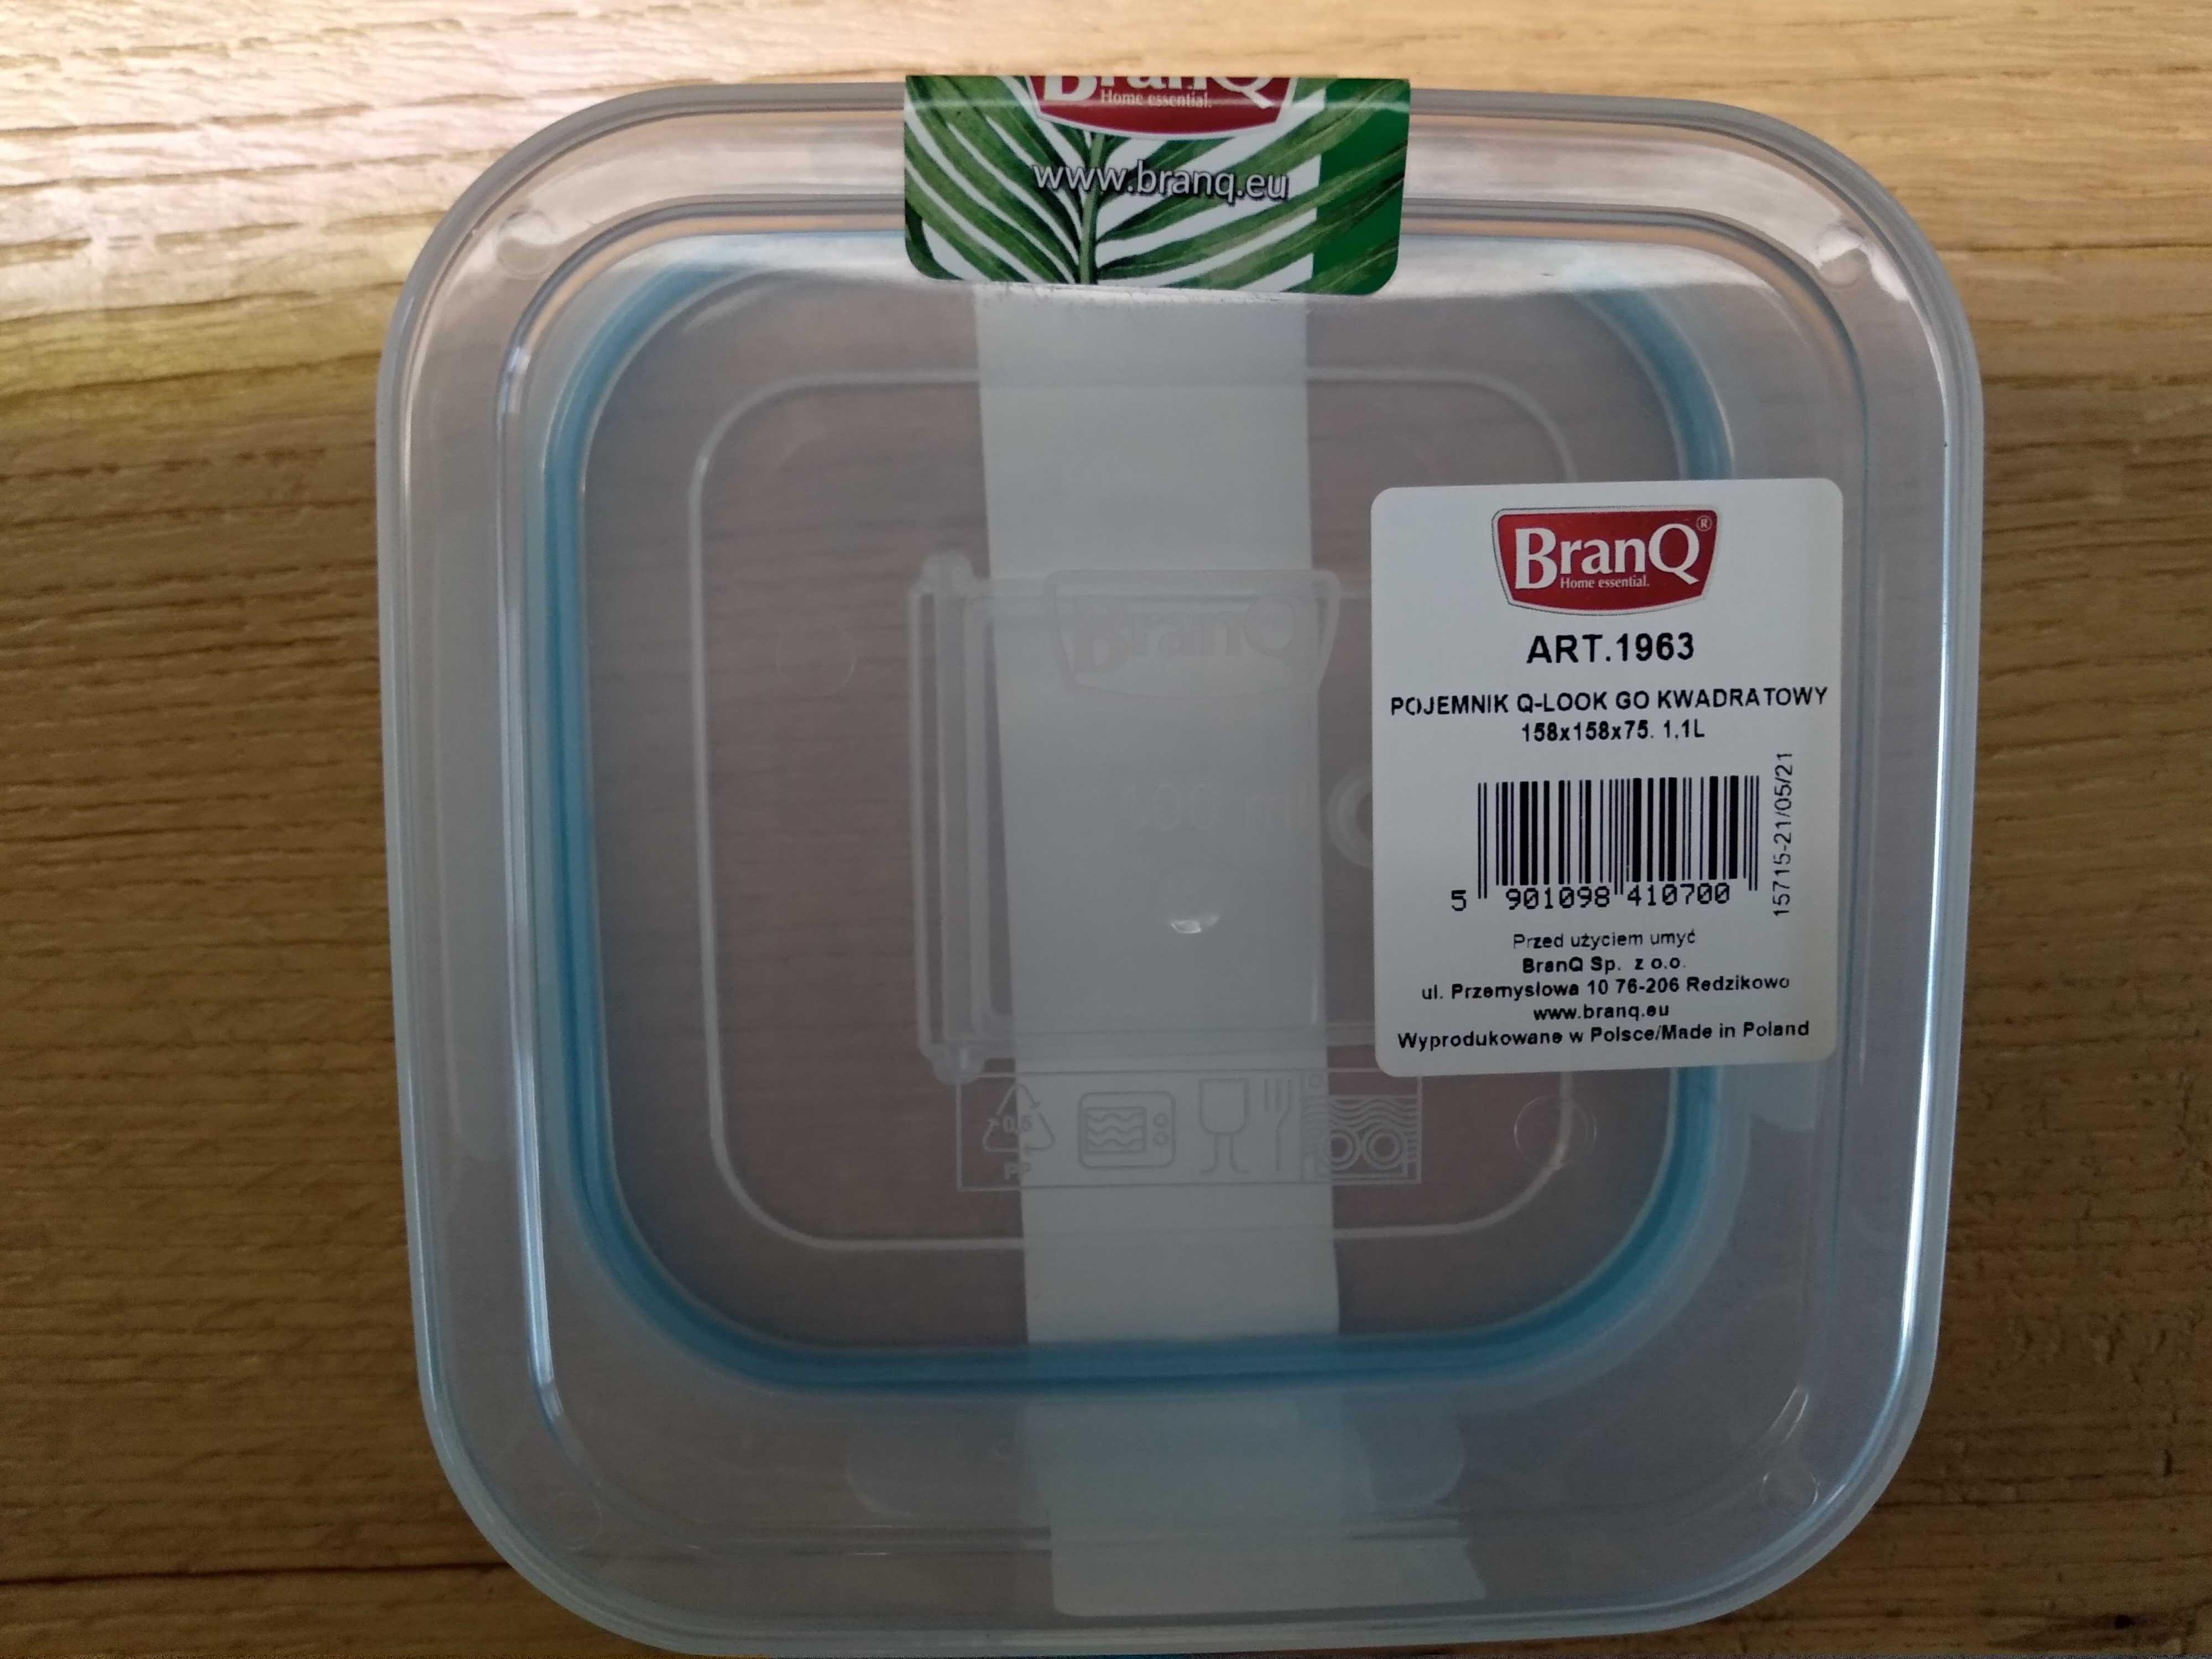 BranQ
Home essential.
www.branq.eu
BranQ®
Home essential.
ART.1963
POJEMNIK Q-LOOK GO KWADRATOWY
158x158x75. 1,1L
15715-21/05/21
5 901098 410700
Przed użyciem umyć
BranQ Sp. z o.o.
ul. Przemysłowa 10 76-206 Redzikowo
www.branq.eu
Wyprodukowane w Polsce/Made in Poland
BranQ
ml
PP